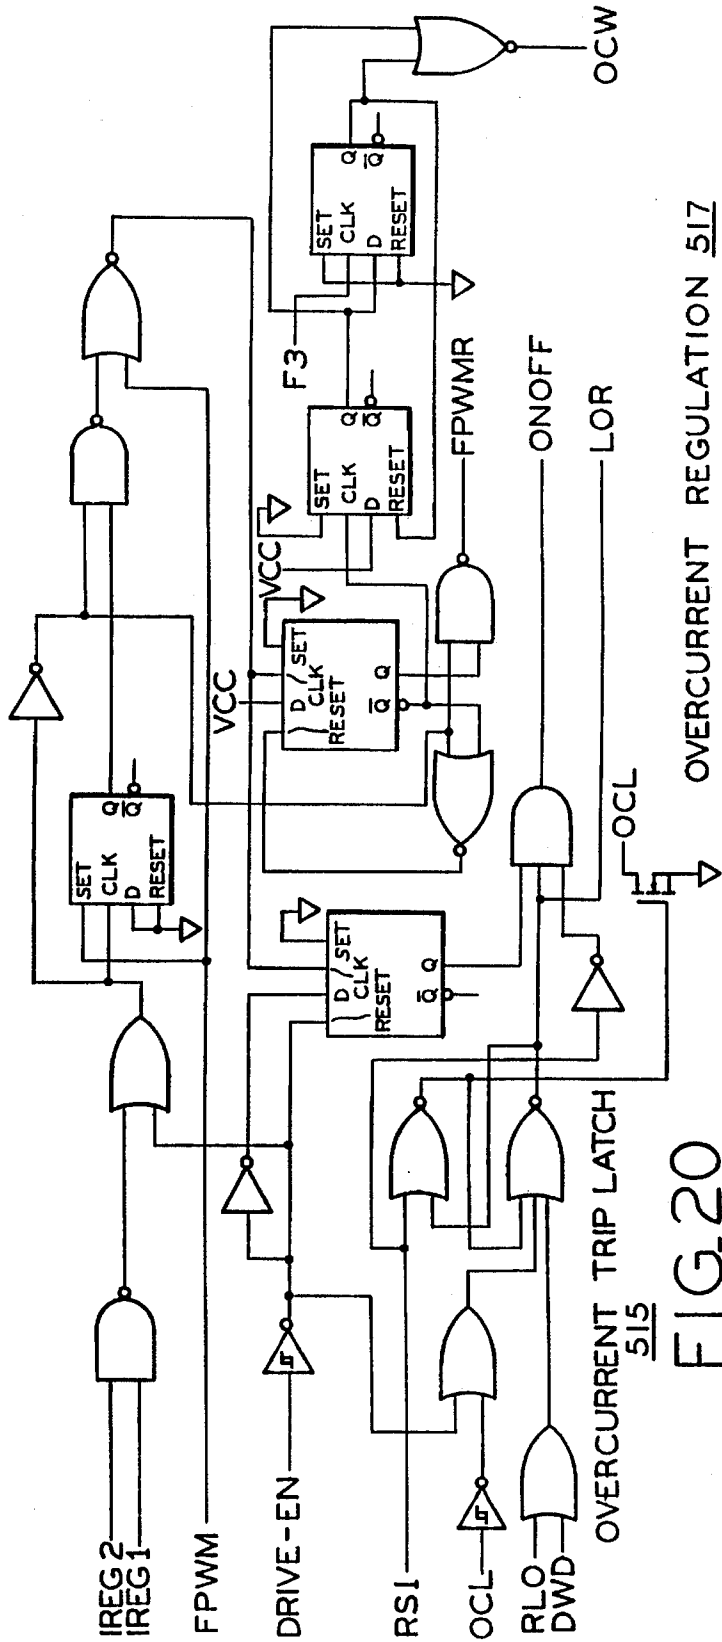 IREG2
IREG1
FPWM
DRIVE-EN
RS1
OCL
RLO
DWD
SET
CLK
D
RESET
Q
Q̅
SET
D
CLK
RESET
Q
Q̅
VCC
SET
D
CLK
RESET
Q
Q̅
VCC
SET
CLK
D
RESET
Q
Q̅
F3
SET
CLK
D
RESET
Q
Q̅
OCW
FPWMR
ONOFF
LOR
OCL
OVERCURRENT TRIP LATCH
515
OVERCURRENT REGULATION 517
FIG. 20